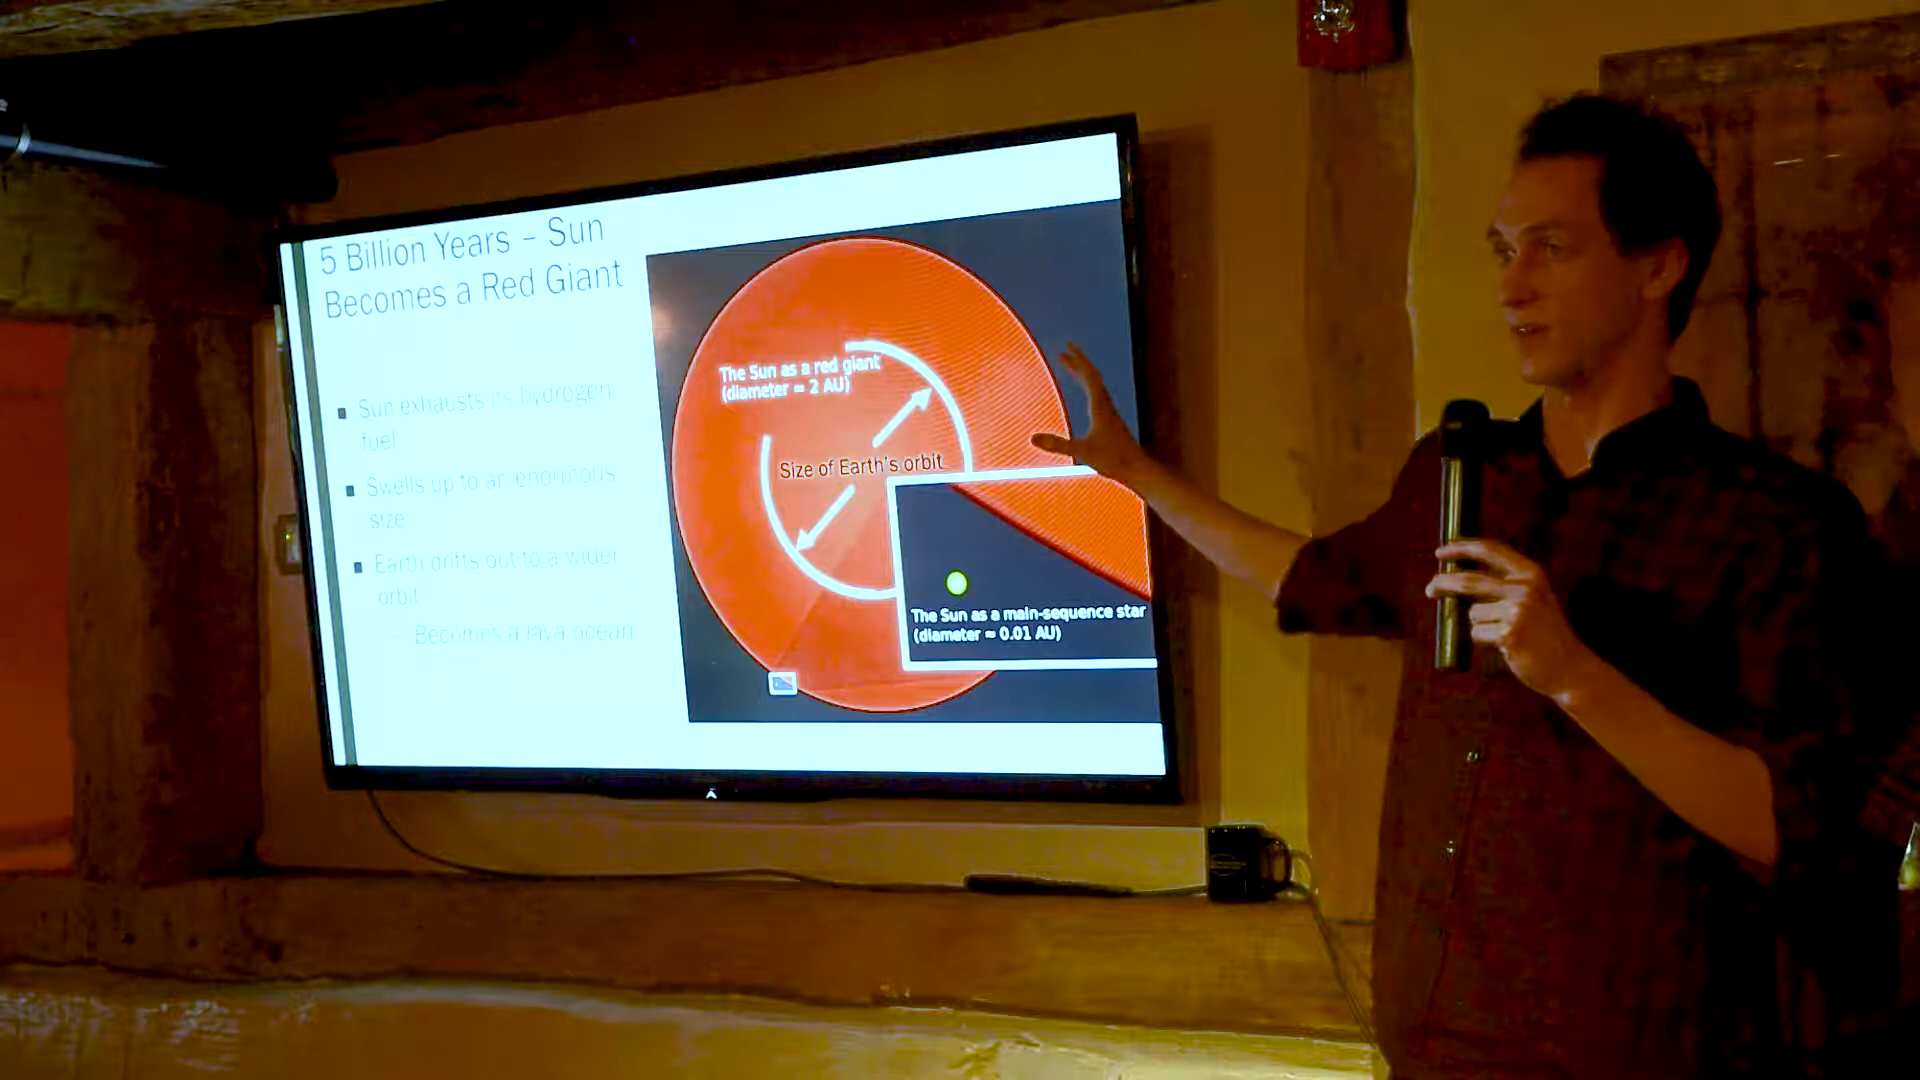 5 Billion Years – Sun
Becomes a Red Giant
▪ Sun exhausts its hydrogen
fuel
▪ Swells up to an enormous
size
▪ Earth drifts out to a wider
orbit
– Becomes a lava ocean
The Sun as a red giant
(diameter ≈ 2 AU)
Size of Earth's orbit
The Sun as a main-sequence star
(diameter ≈ 0.01 AU)